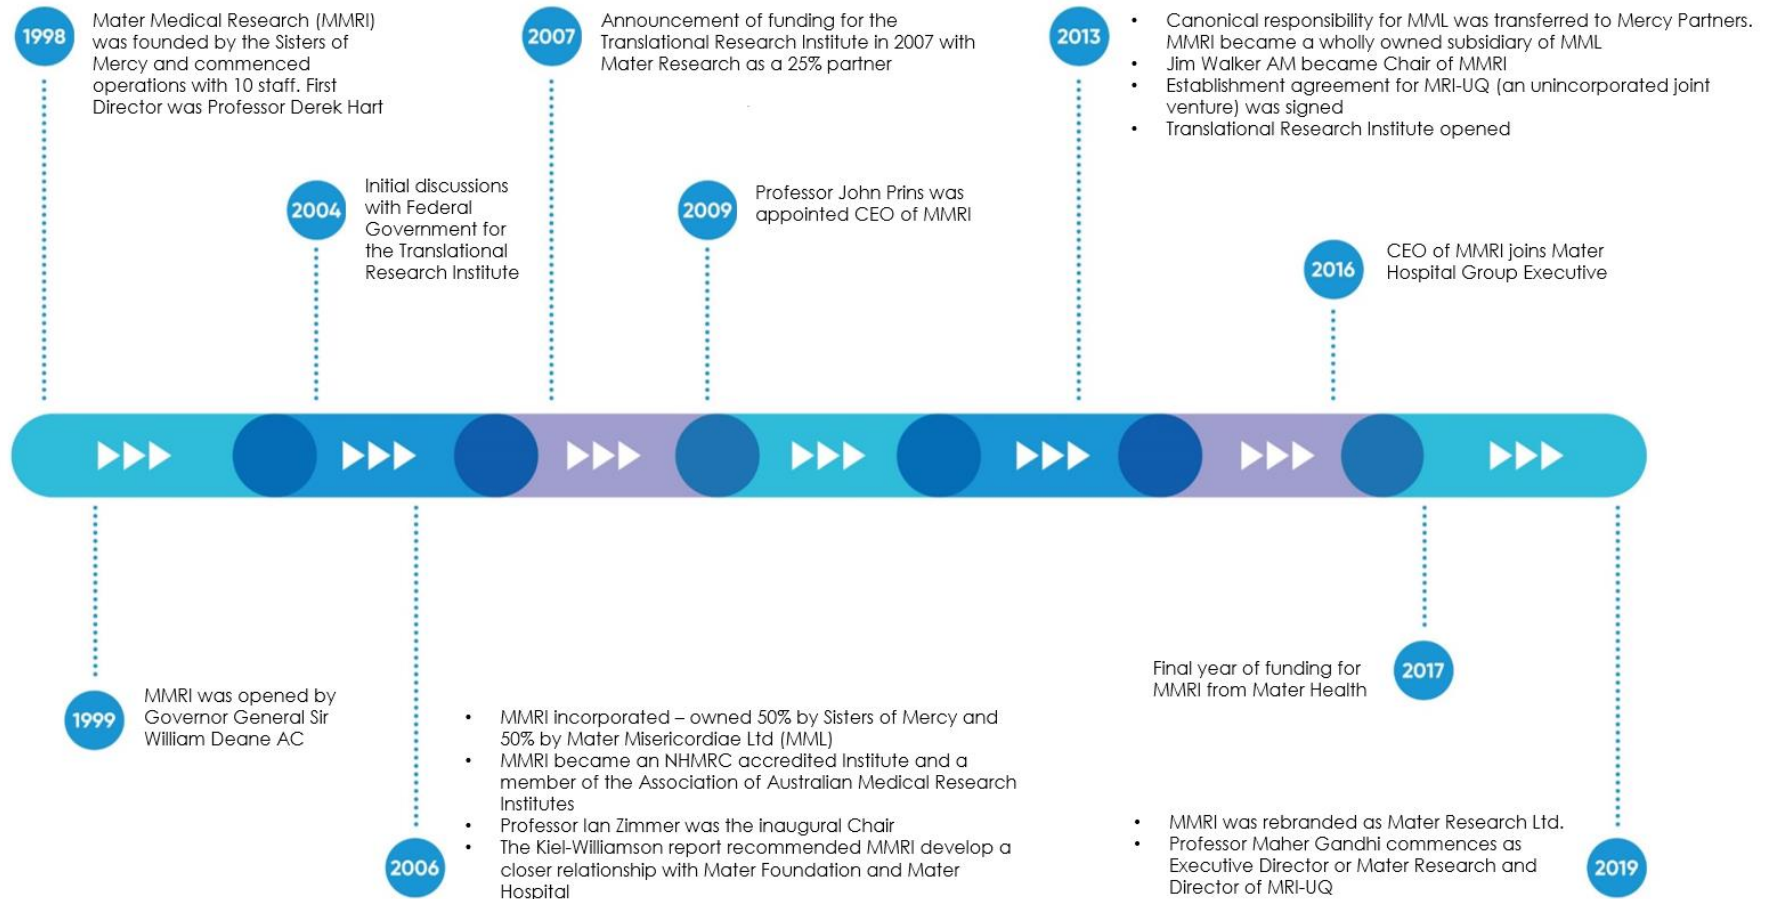 1998
Mater Medical Research (MMRI)
was founded by the Sisters of
Mercy and commenced
operations with 10 staff. First
Director was Professor Derek Hart
2007
Announcement of funding for the
Translational Research Institute in 2007 with
Mater Research as a 25% partner
2013
• Canonical responsibility for MML was transferred to Mercy Partners.
MMRI became a wholly owned subsidiary of MML
• Jim Walker AM became Chair of MMRI
• Establishment agreement for MRI-UQ (an unincorporated joint
venture) was signed
• Translational Research Institute opened
2004
Initial discussions
with Federal
Government for
the Translational
Research Institute
2009
Professor John Prins was
appointed CEO of MMRI
2016
CEO of MMRI joins Mater
Hospital Group Executive
1999
MMRI was opened by
Governor General Sir
William Deane AC
2006
• MMRI incorporated – owned 50% by Sisters of Mercy and
50% by Mater Misericordiae Ltd (MML)
• MMRI became an NHMRC accredited Institute and a
member of the Association of Australian Medical Research
Institutes
• Professor Ian Zimmer was the inaugural Chair
• The Kiel-Williamson report recommended MMRI develop a
closer relationship with Mater Foundation and Mater
Hospital
Final year of funding for
MMRI from Mater Health
2017
• MMRI was rebranded as Mater Research Ltd.
• Professor Maher Gandhi commences as
Executive Director or Mater Research and
Director of MRI-UQ
2019